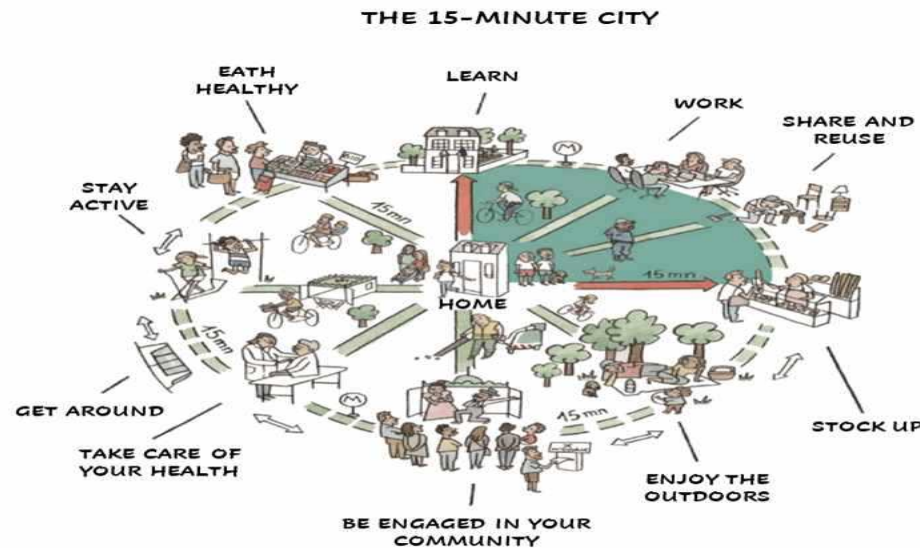 THE 15-MINUTE CITY
EATH
HEALTHY
LEARN
WORK
SHARE AND
REUSE
STAY
ACTIVE
M
15mn
15mn
HOME
15mn
15mn
M
GET AROUND
TAKE CARE OF
YOUR HEALTH
STOCK UP
ENJOY THE
OUTDOORS
BE ENGAGED IN YOUR
COMMUNITY